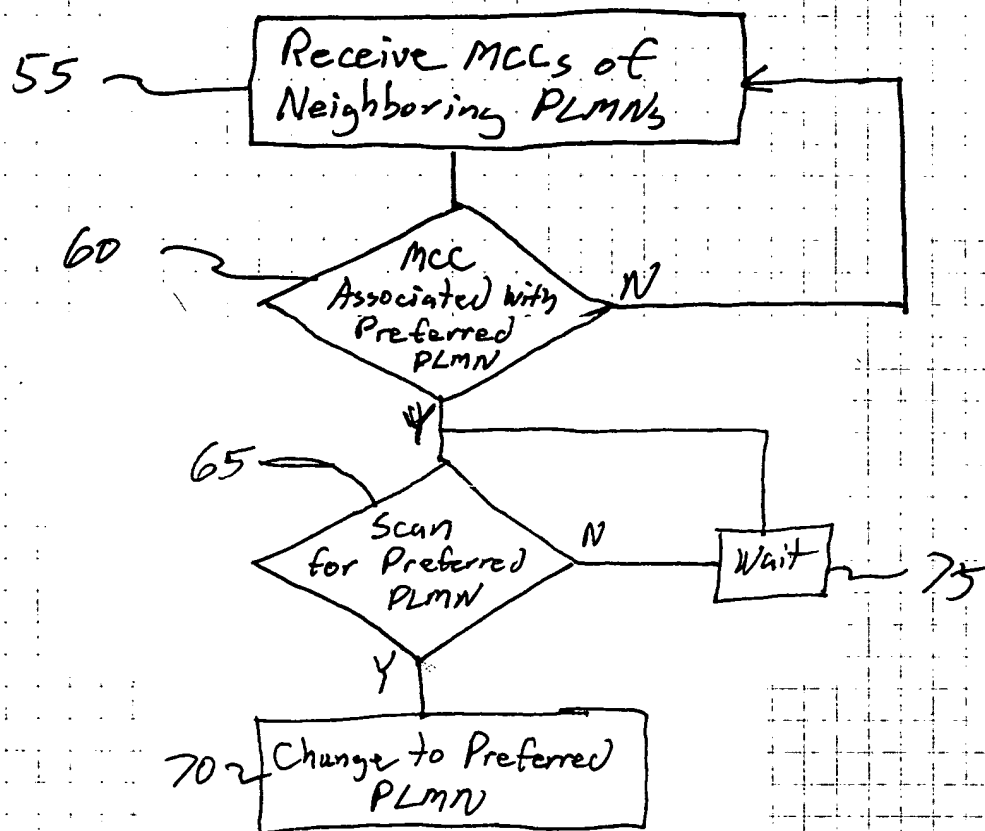 55
Receive MCCs of
Neighboring PLMNs
60
MCC
Associated with
Preferred
PLMN
N
Y
65
Scan
for Preferred
PLMN
N
Wait
75
Y
70
Change to Preferred
PLMN